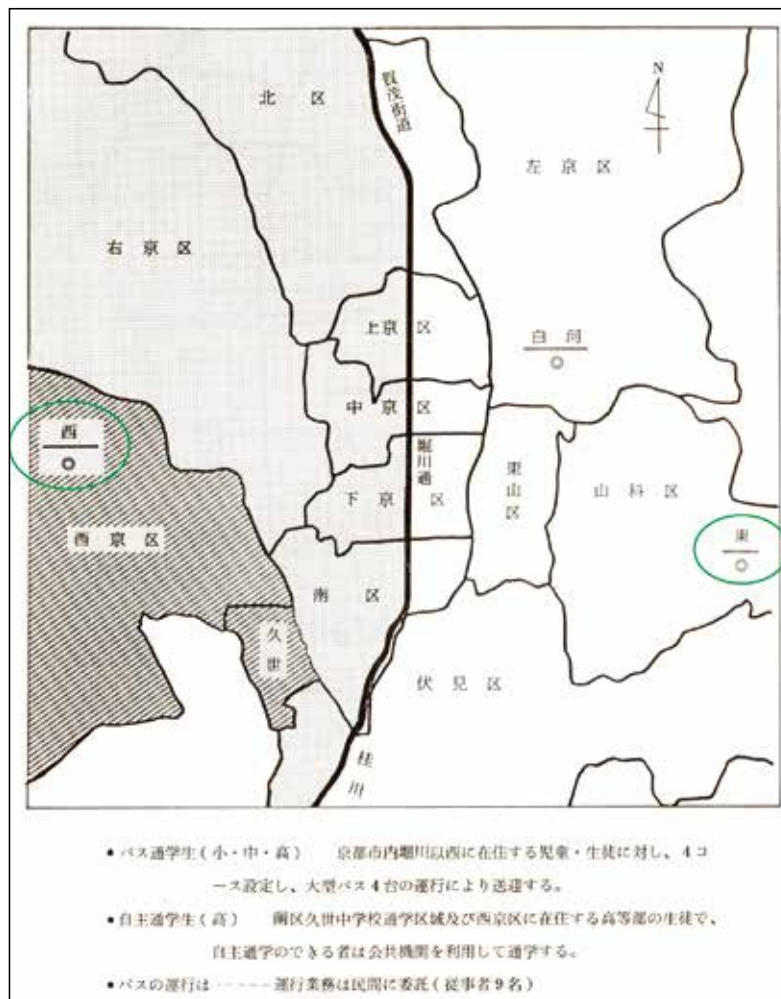 北区
賀茂街道
N
左京区
右京区
上京区
白河
中京区
西
堀川通
下京区
東山区
山科区
西京区
東
南区
久世
伏見区
桂川
●バス通学生(小・中・高)　京都市内堀川以西に在住する児童・生徒に対し、4コ
ース設定し、大型バス4台の運行により送迎する。
●自主通学生(高)　南区久世中学校通学区域及び西京区に在住する高等部の生徒で、
自主通学のできる者は公共機関を利用して通学する。
●バスの運行は------運行業務は民間に委託(従事者9名)